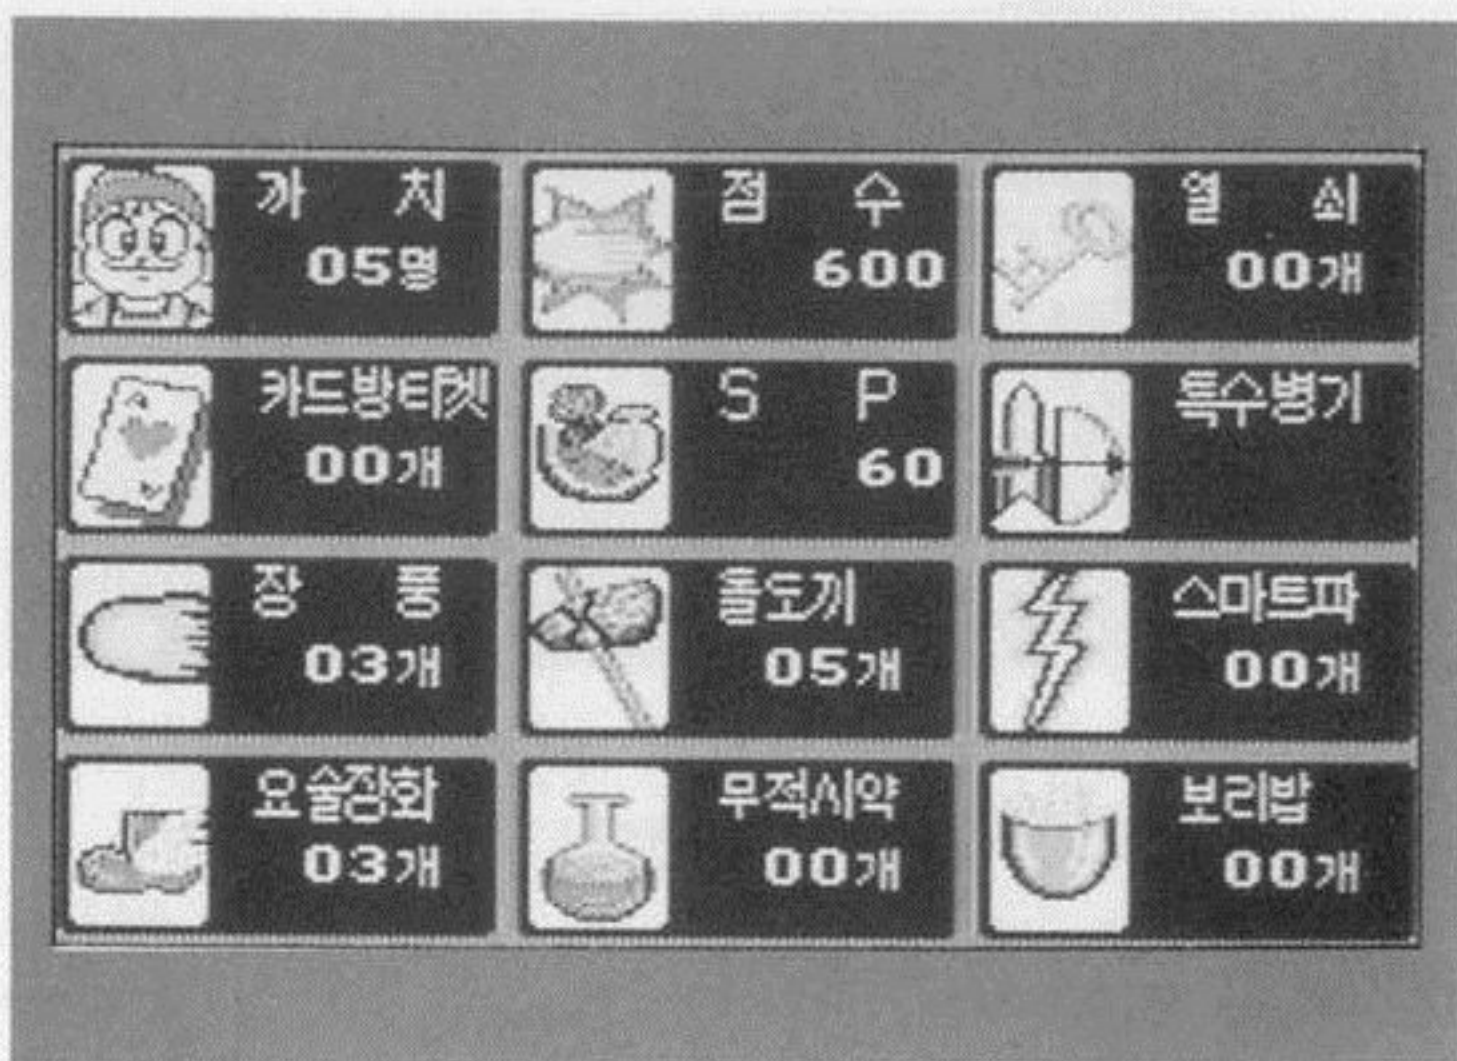 까 치
05명
점 수
600
열 쇠
00개
카드방티켓
00개
S P
60
특수병기
장 풍
03개
돌도끼
05개
스마트파
00개
요술장화
03개
무적시약
00개
보리밥
00개